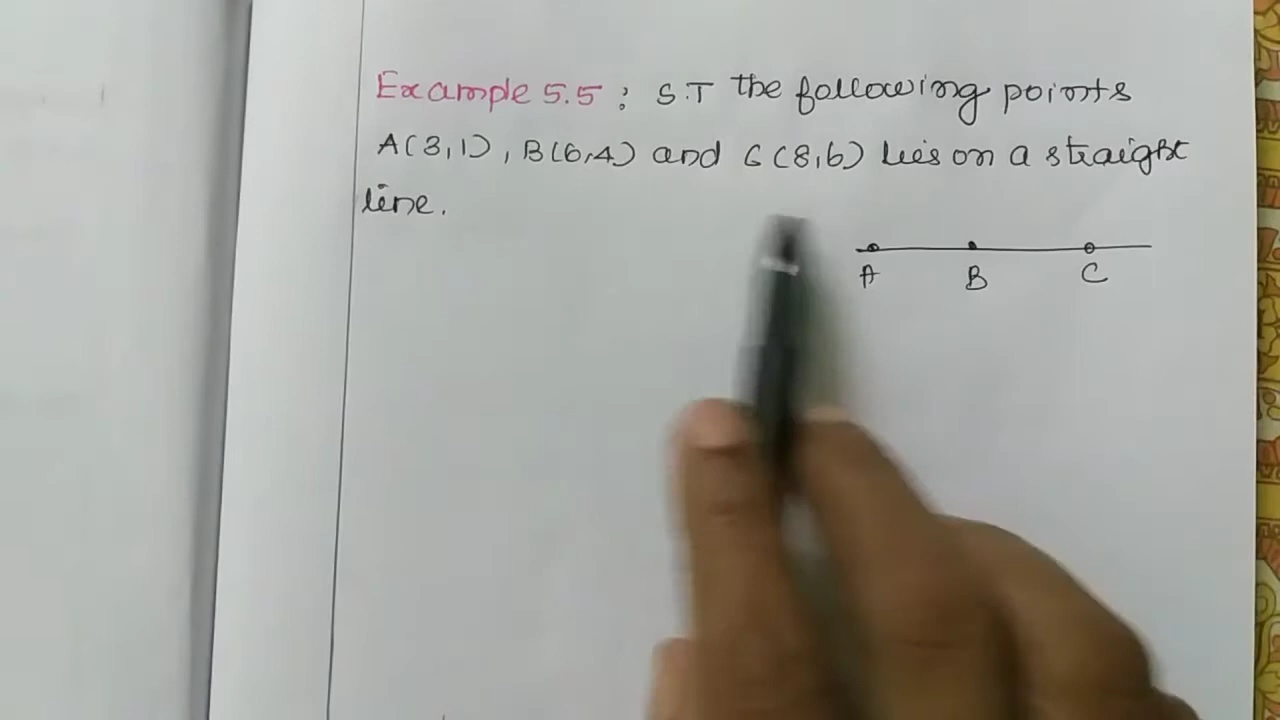 Example 5.5 : S.T the following points
A(3,1), B(6,4) and C(8,6) lies on a straight
line.
A B C